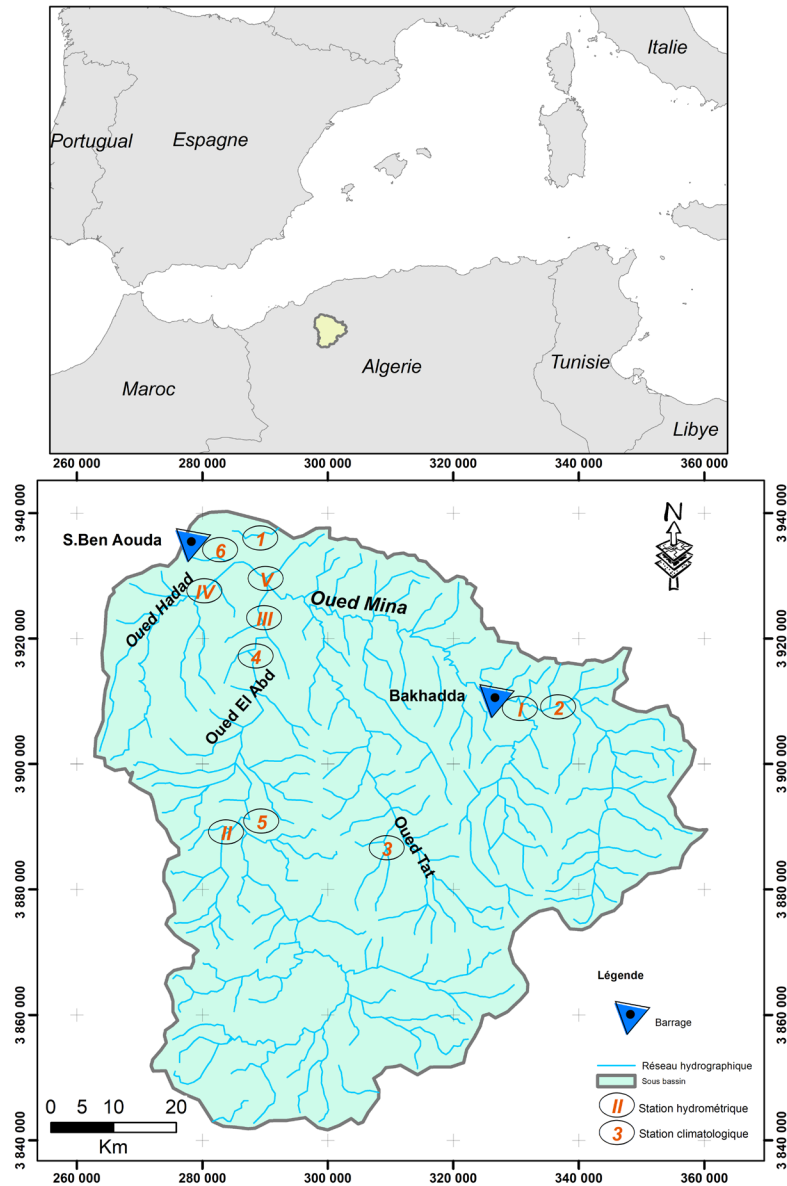 Italie
Portugual
Espagne
Algerie
Tunisie
Maroc
Libye
260 000 280 000 300 000 320 000 340 000 360 000
3 940 000
3 940 000
N
S.Ben Aouda
1
6
V
IV
Oued Hadad
Oued Mina
III
3 920 000
3 920 000
4
Oued El Abd
Bakhadda
I
2
3 900 000
3 900 000
5
II
Oued Tat
3
3 880 000
3 880 000
Légende
Barrage
3 860 000
3 860 000
Réseau hydrographique
Sous bassin
II Station hydrométrique
3 Station climatologique
0 5 10 20
Km
3 840 000
3 840 000
260 000 280 000 300 000 320 000 340 000 360 000